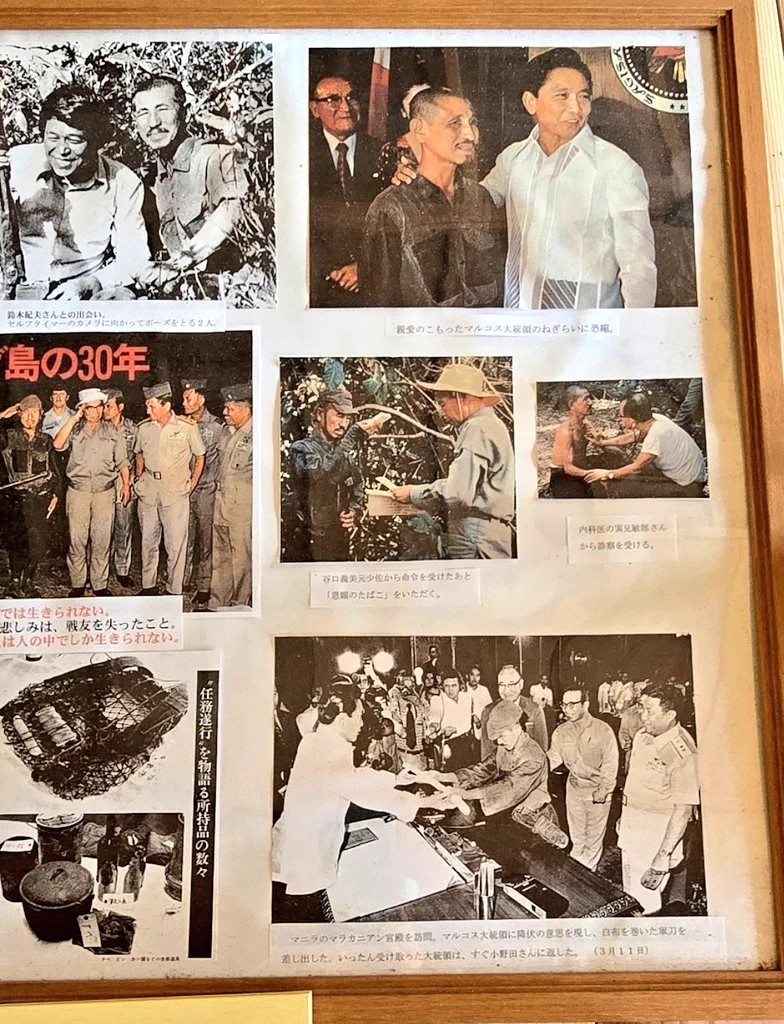 鈴木紀夫さんとの出会い。
セルフタイマーのカメラに向かってポーズをとる2人。
親愛のこもったマルコス大統領のねぎらいに恐縮。
島の30年
谷口義美元少佐から命令を受けたあと
「恩賜のたばこ」をいただく。
内科医の実兄敏郎さん
から診察を受ける。
では生きられない。
悲しみは、戦友を失ったこと。
は人の中でしか生きられない。
“任務遂行”を物語る所持品の数々
マニラのマラカニアン宮殿を訪問。マルコス大統領に降伏の意思を現し、白布を巻いた軍刀を
差し出した。いったん受け取った大統領は、すぐ小野田さんに返した。（3月11日）